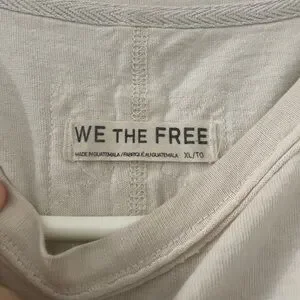 WE THE FREE
MADE IN GUATEMALA / FABRIQUÉ AU GUATEMALA XL/TG